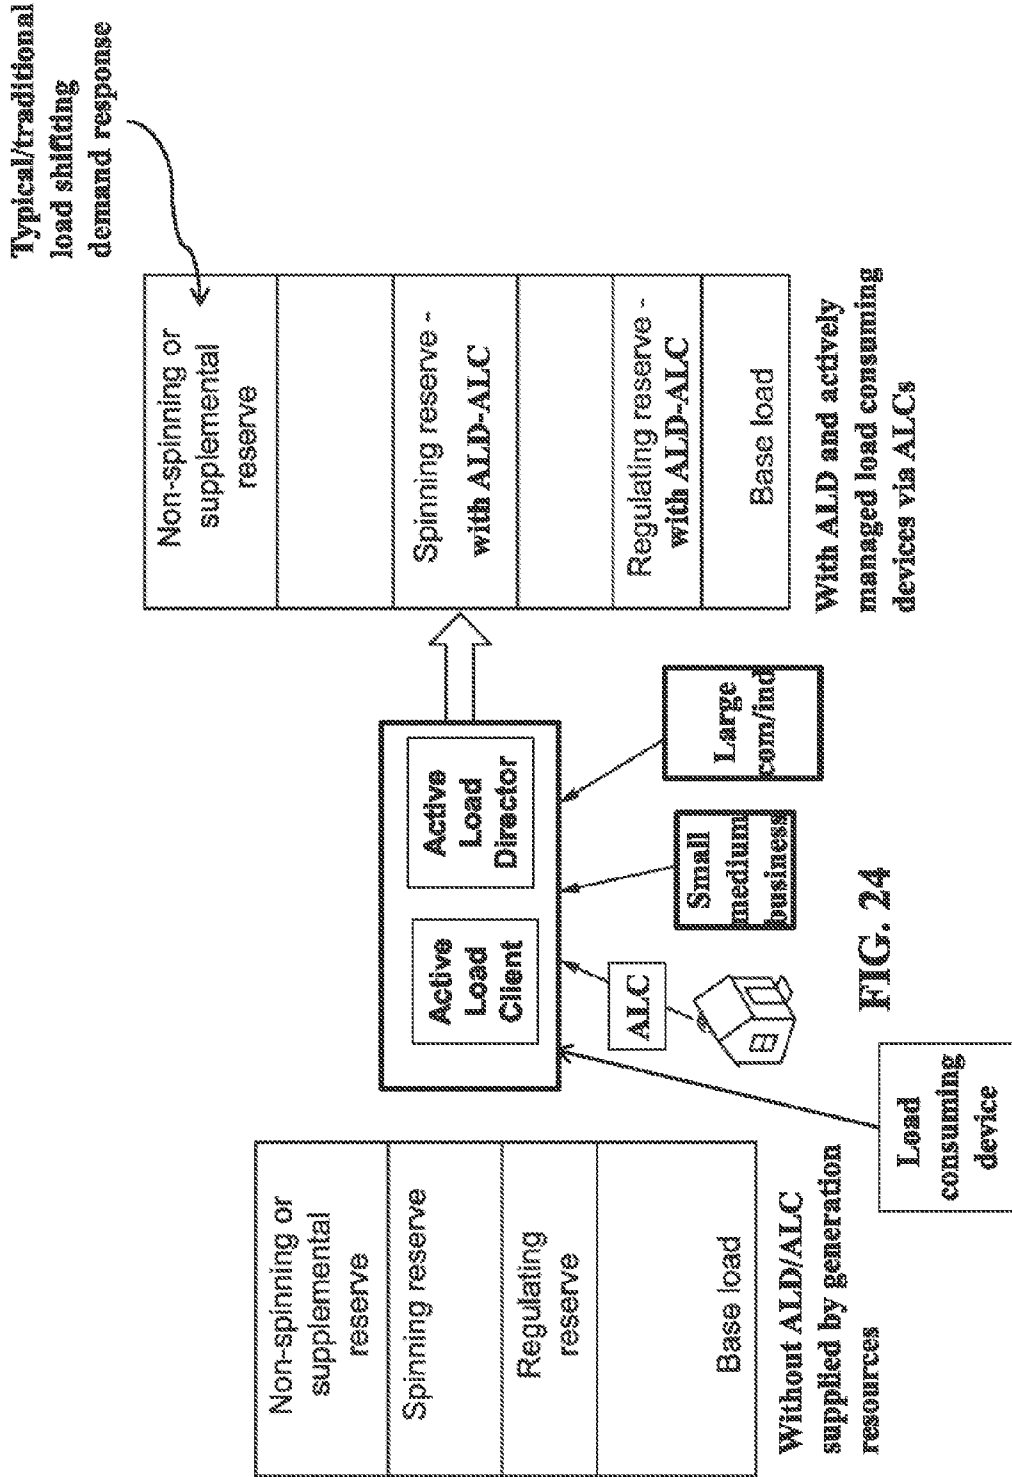 Non-spinning or
supplemental
reserve
Spinning reserve
Regulating
reserve
Base load
Without ALD/ALC
supplied by generation
resources
Active
Load
Client
Active
Load
Director
ALC
Small
medium
business
Large
com/ind
Load
consuming
device
Typical/traditional
load shifiting
demand response
Non-spinning or
supplemental
reserve
Spinning reserve -
with ALD-ALC
Regulating reserve -
with ALD-ALC
Base load
With ALD and actively
managed load consuming
devices via ALCs
FIG. 24